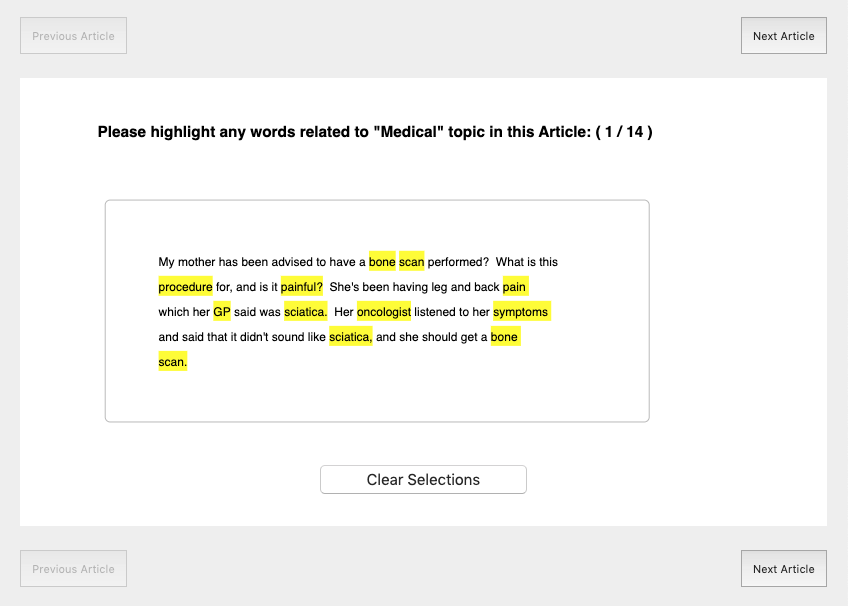 Previous Article
Next Article
Please highlight any words related to "Medical" topic in this Article: ( 1 / 14 )
My mother has been advised to have a bone scan performed?  What is this
procedure for, and is it painful?  She's been having leg and back pain
which her GP said was sciatica.  Her oncologist listened to her symptoms
and said that it didn't sound like sciatica, and she should get a bone
scan.
Clear Selections
Previous Article
Next Article